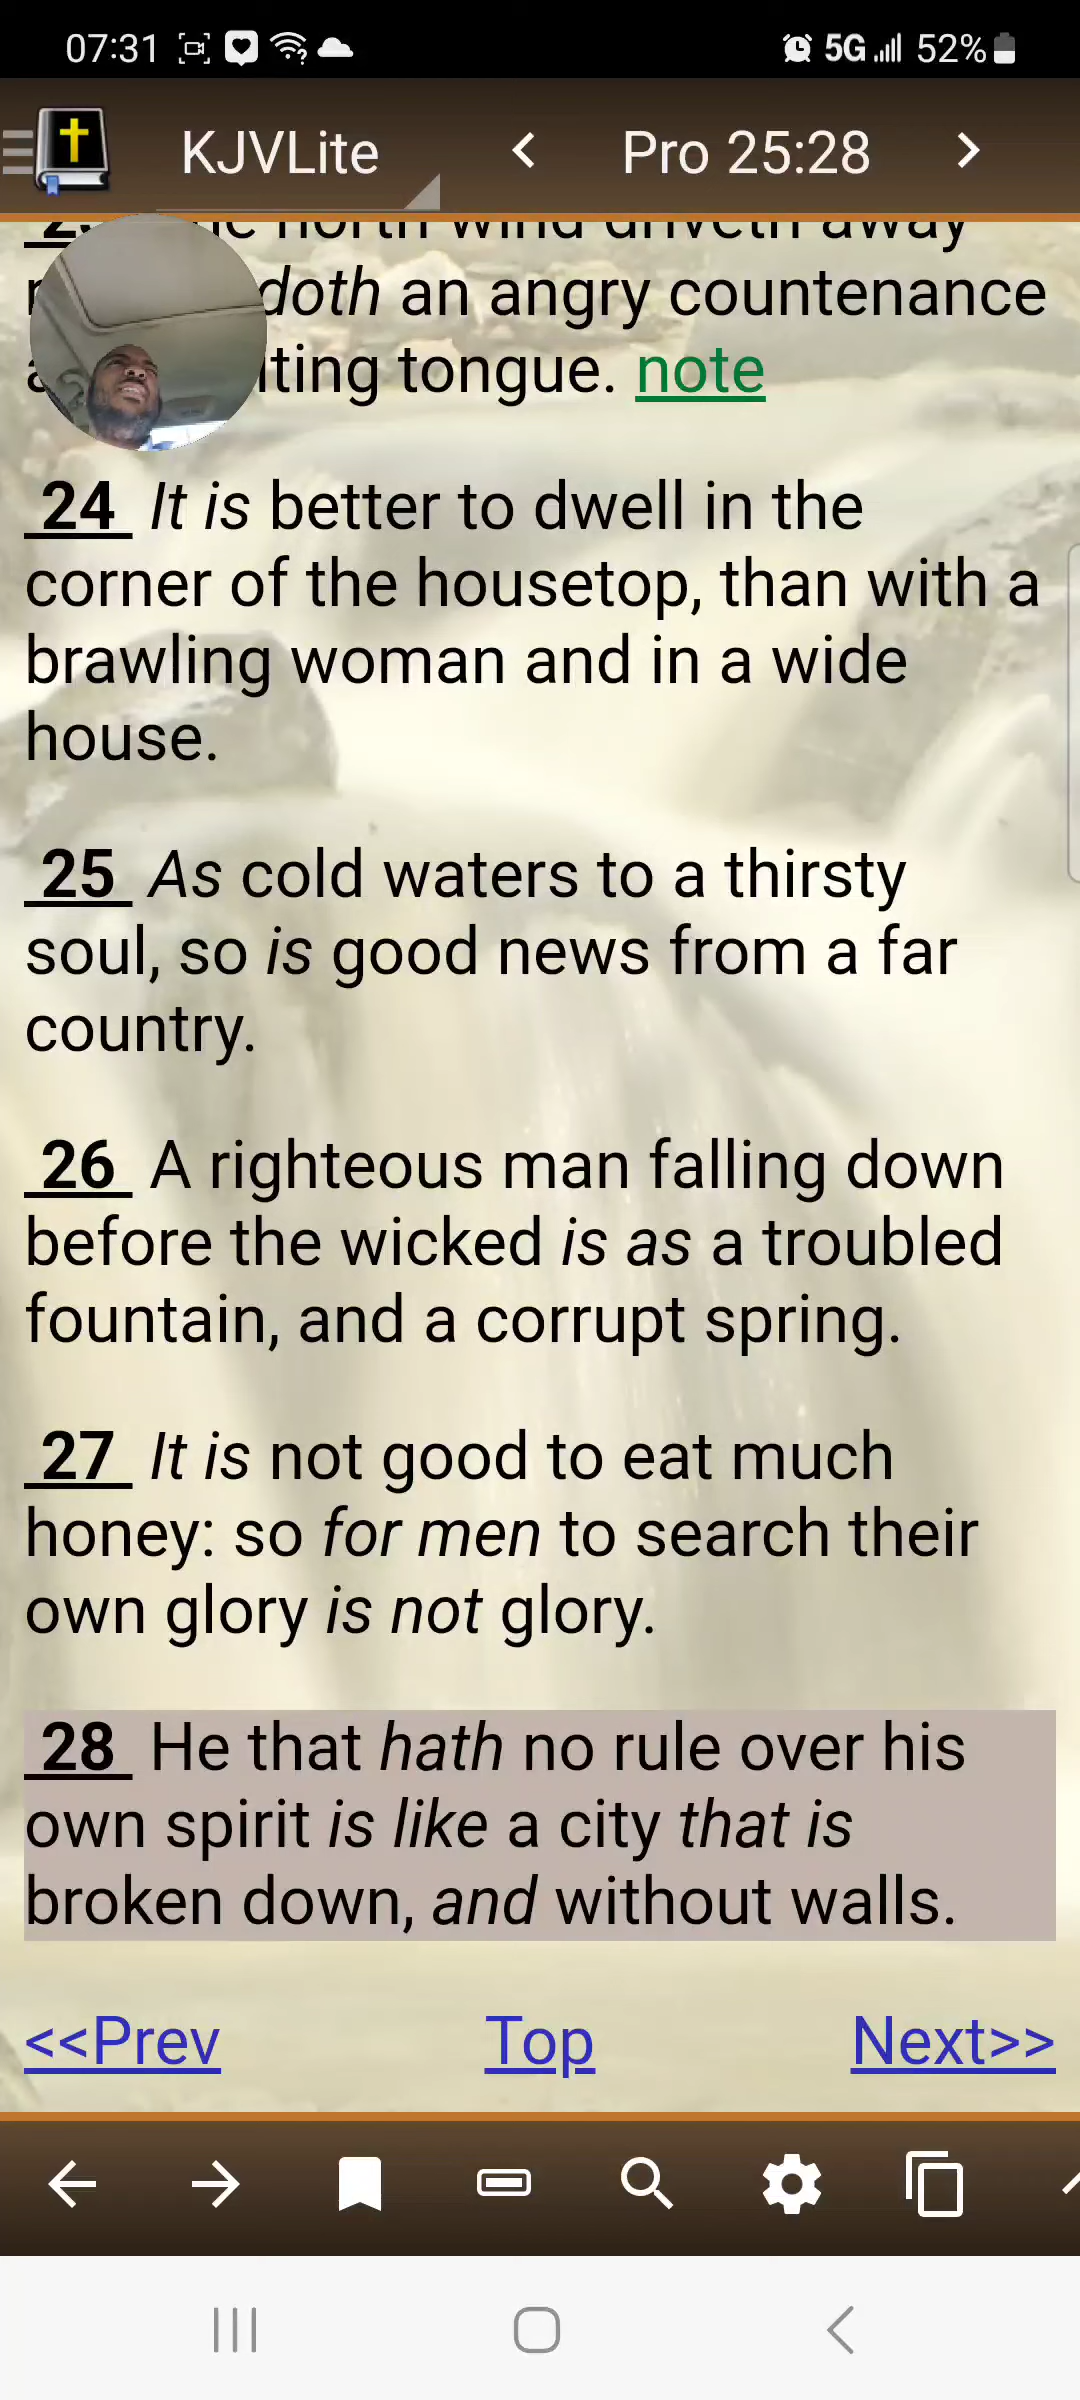 07:31 5G 52%
KJVLite < Pro 25:28 >
north wind driveth away
doth an angry countenance
iting tongue. note
24 It is better to dwell in the
corner of the housetop, than with a
brawling woman and in a wide
house.
25 As cold waters to a thirsty
soul, so is good news from a far
country.
26 A righteous man falling down
before the wicked is as a troubled
fountain, and a corrupt spring.
27 It is not good to eat much
honey: so for men to search their
own glory is not glory.
28 He that hath no rule over his
own spirit is like a city that is
broken down, and without walls.
<<Prev Top Next>>